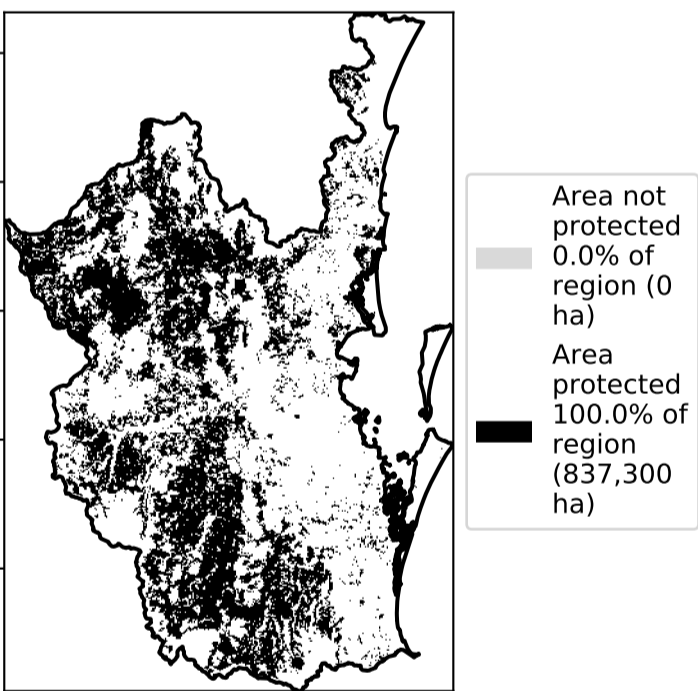 Area not
protected
0.0% of
region (0
ha)
Area
protected
100.0% of
region
(837,300
ha)